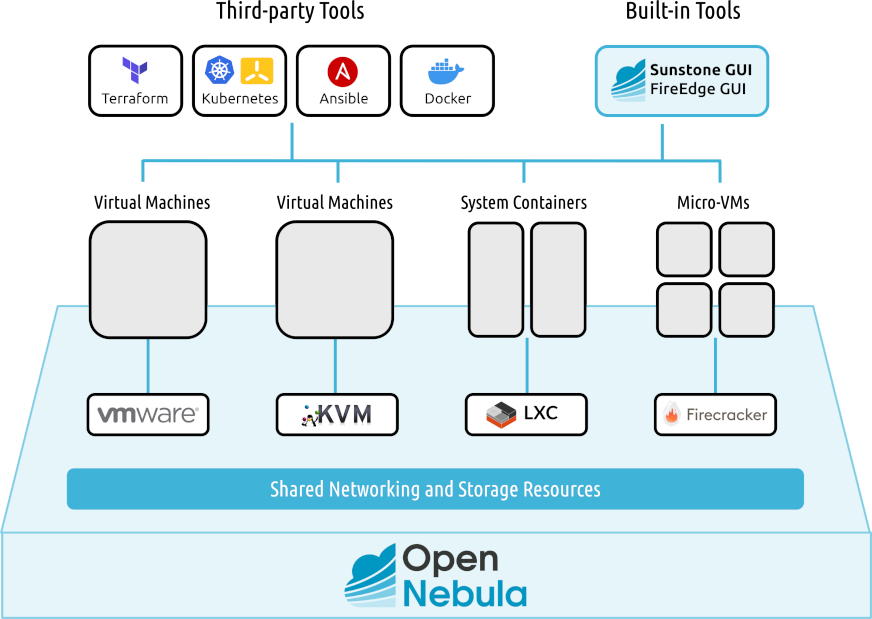 Third-party Tools
Built-in Tools
Terraform
Kubernetes
Ansible
Docker
Sunstone GUI
FireEdge GUI
Virtual Machines
Virtual Machines
System Containers
Micro-VMs
vmware®
KVM
LXC
Firecracker
Shared Networking and Storage Resources
Open
Nebula